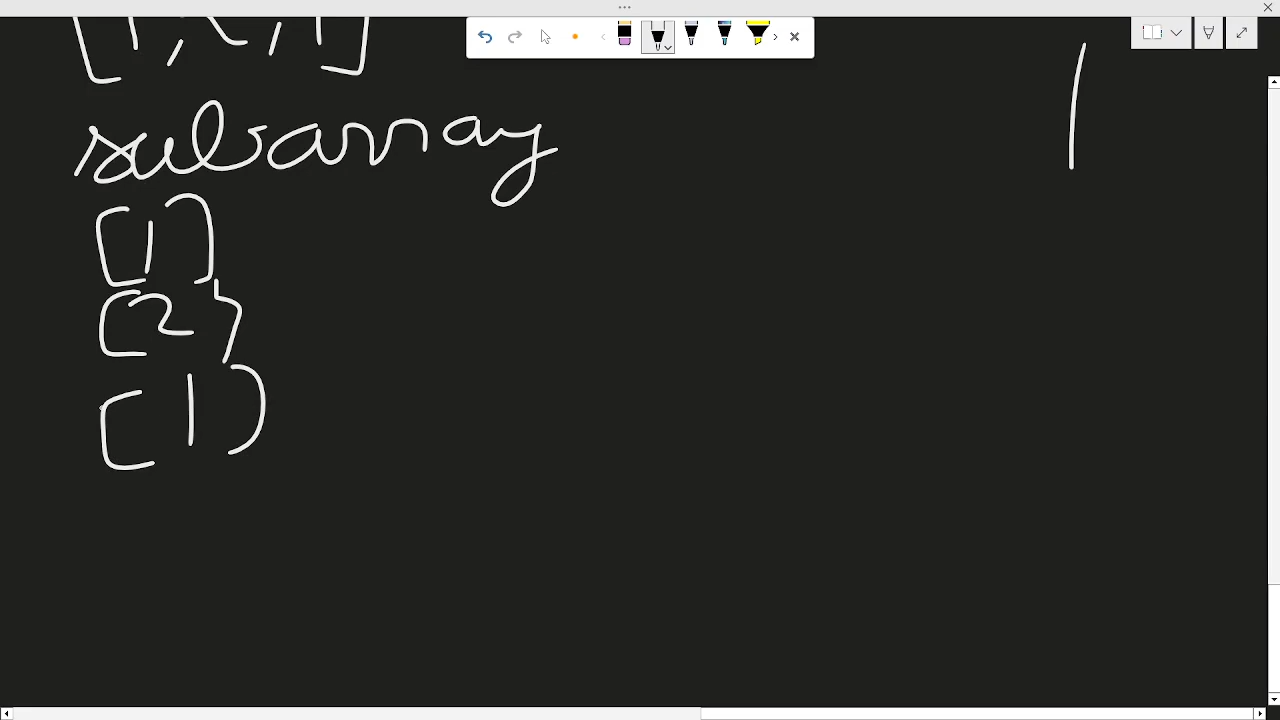 [1, 2, 1]
subarray
[1]
[2}
[1)